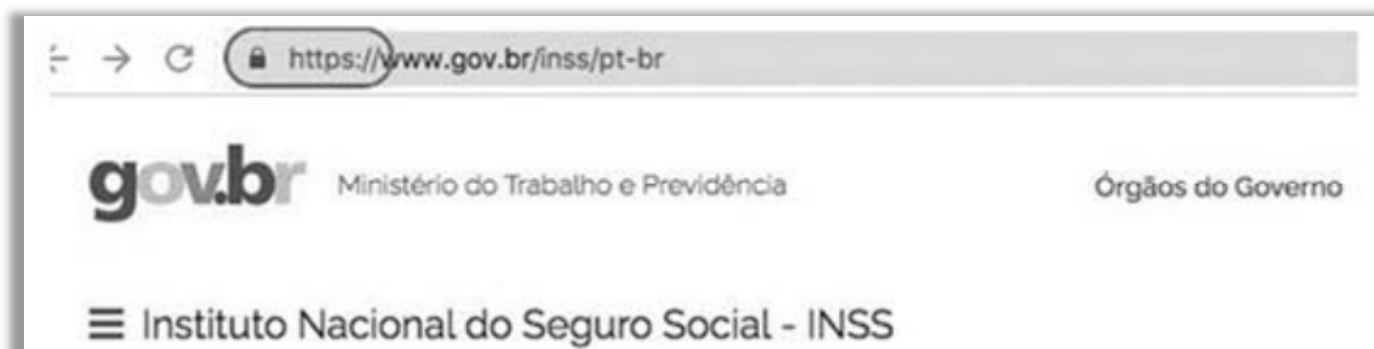 https://www.gov.br/inss/pt-br
gov.br Ministério do Trabalho e Previdência Órgãos do Governo
Instituto Nacional do Seguro Social - INSS